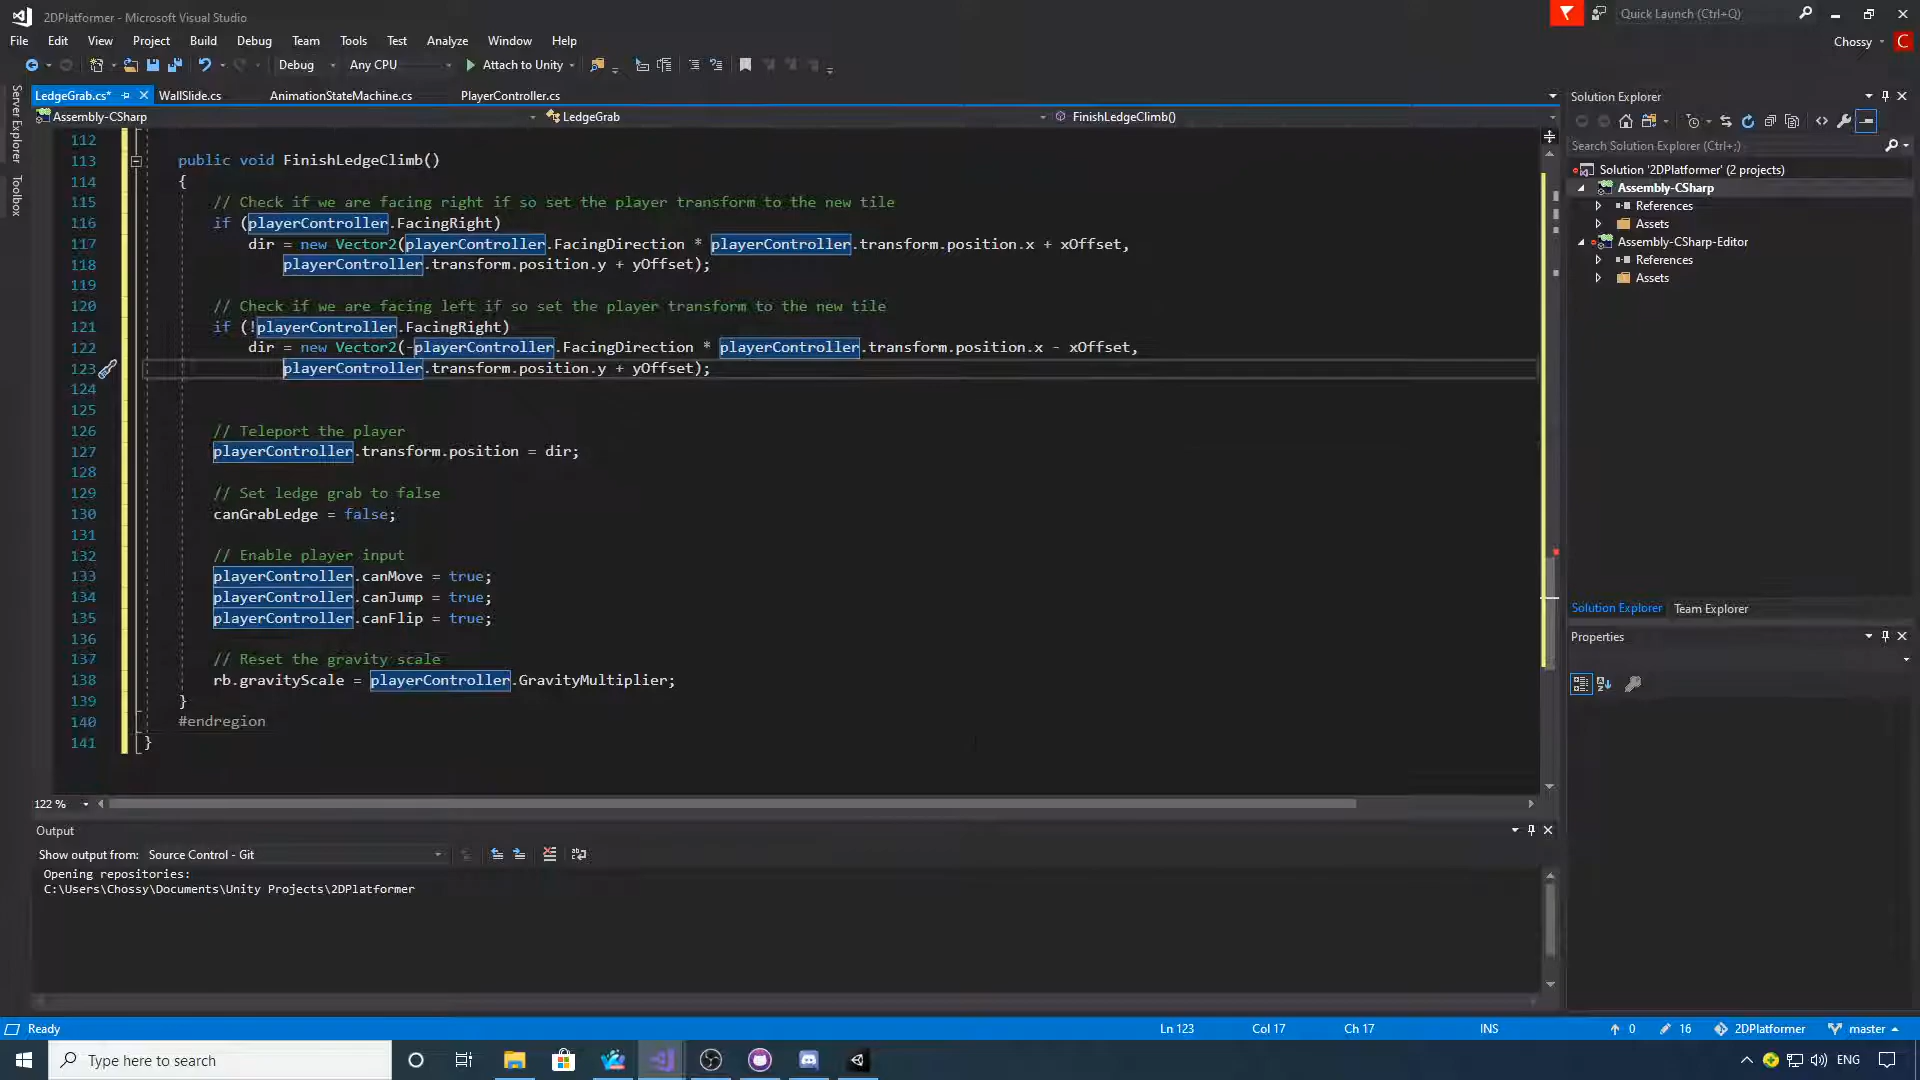 2DPlatformer - Microsoft Visual Studio
Quick Launch (Ctrl+Q)
File Edit View Project Build Debug Team Tools Test Analyze Window Help
Chossy C
Debug Any CPU Attach to Unity
Server Explorer
Toolbox
LedgeGrab.cs* WallSlide.cs AnimationStateMachine.cs PlayerController.cs
Assembly-CSharp LedgeGrab FinishLedgeClimb()
112
113 public void FinishLedgeClimb()
114 {
115 // Check if we are facing right if so set the player transform to the new tile
116 if (playerController.FacingRight)
117 dir = new Vector2(playerController.FacingDirection * playerController.transform.position.x + xOffset,
118 playerController.transform.position.y + yOffset);
119
120 // Check if we are facing left if so set the player transform to the new tile
121 if (!playerController.FacingRight)
122 dir = new Vector2(-playerController.FacingDirection * playerController.transform.position.x - xOffset,
123 playerController.transform.position.y + yOffset);
124
125
126 // Teleport the player
127 playerController.transform.position = dir;
128
129 // Set ledge grab to false
130 canGrabLedge = false;
131
132 // Enable player input
133 playerController.canMove = true;
134 playerController.canJump = true;
135 playerController.canFlip = true;
136
137 // Reset the gravity scale
138 rb.gravityScale = playerController.GravityMultiplier;
139 }
140 #endregion
141 }
122 %
Output
Show output from: Source Control - Git
Opening repositories:
C:\Users\Chossy\Documents\Unity Projects\2DPlatformer
Solution Explorer
Search Solution Explorer (Ctrl+;)
Solution '2DPlatformer' (2 projects)
Assembly-CSharp
References
Assets
Assembly-CSharp-Editor
References
Assets
Solution Explorer Team Explorer
Properties
Ready Ln 123 Col 17 Ch 17 INS 0 16 2DPlatformer master
Type here to search
ENG